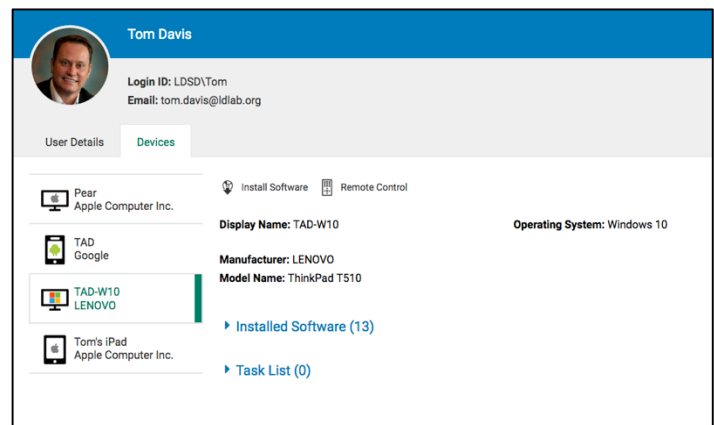 Tom Davis
Login ID: LDSD\Tom
Email: tom.davis@ldlab.org
User Details Devices
Pear
Apple Computer Inc.
TAD
Google
TAD-W10
LENOVO
Tom's iPad
Apple Computer Inc.
Install Software Remote Control
Display Name: TAD-W10 Operating System: Windows 10
Manufacturer: LENOVO
Model Name: ThinkPad T510
Installed Software (13)
Task List (0)